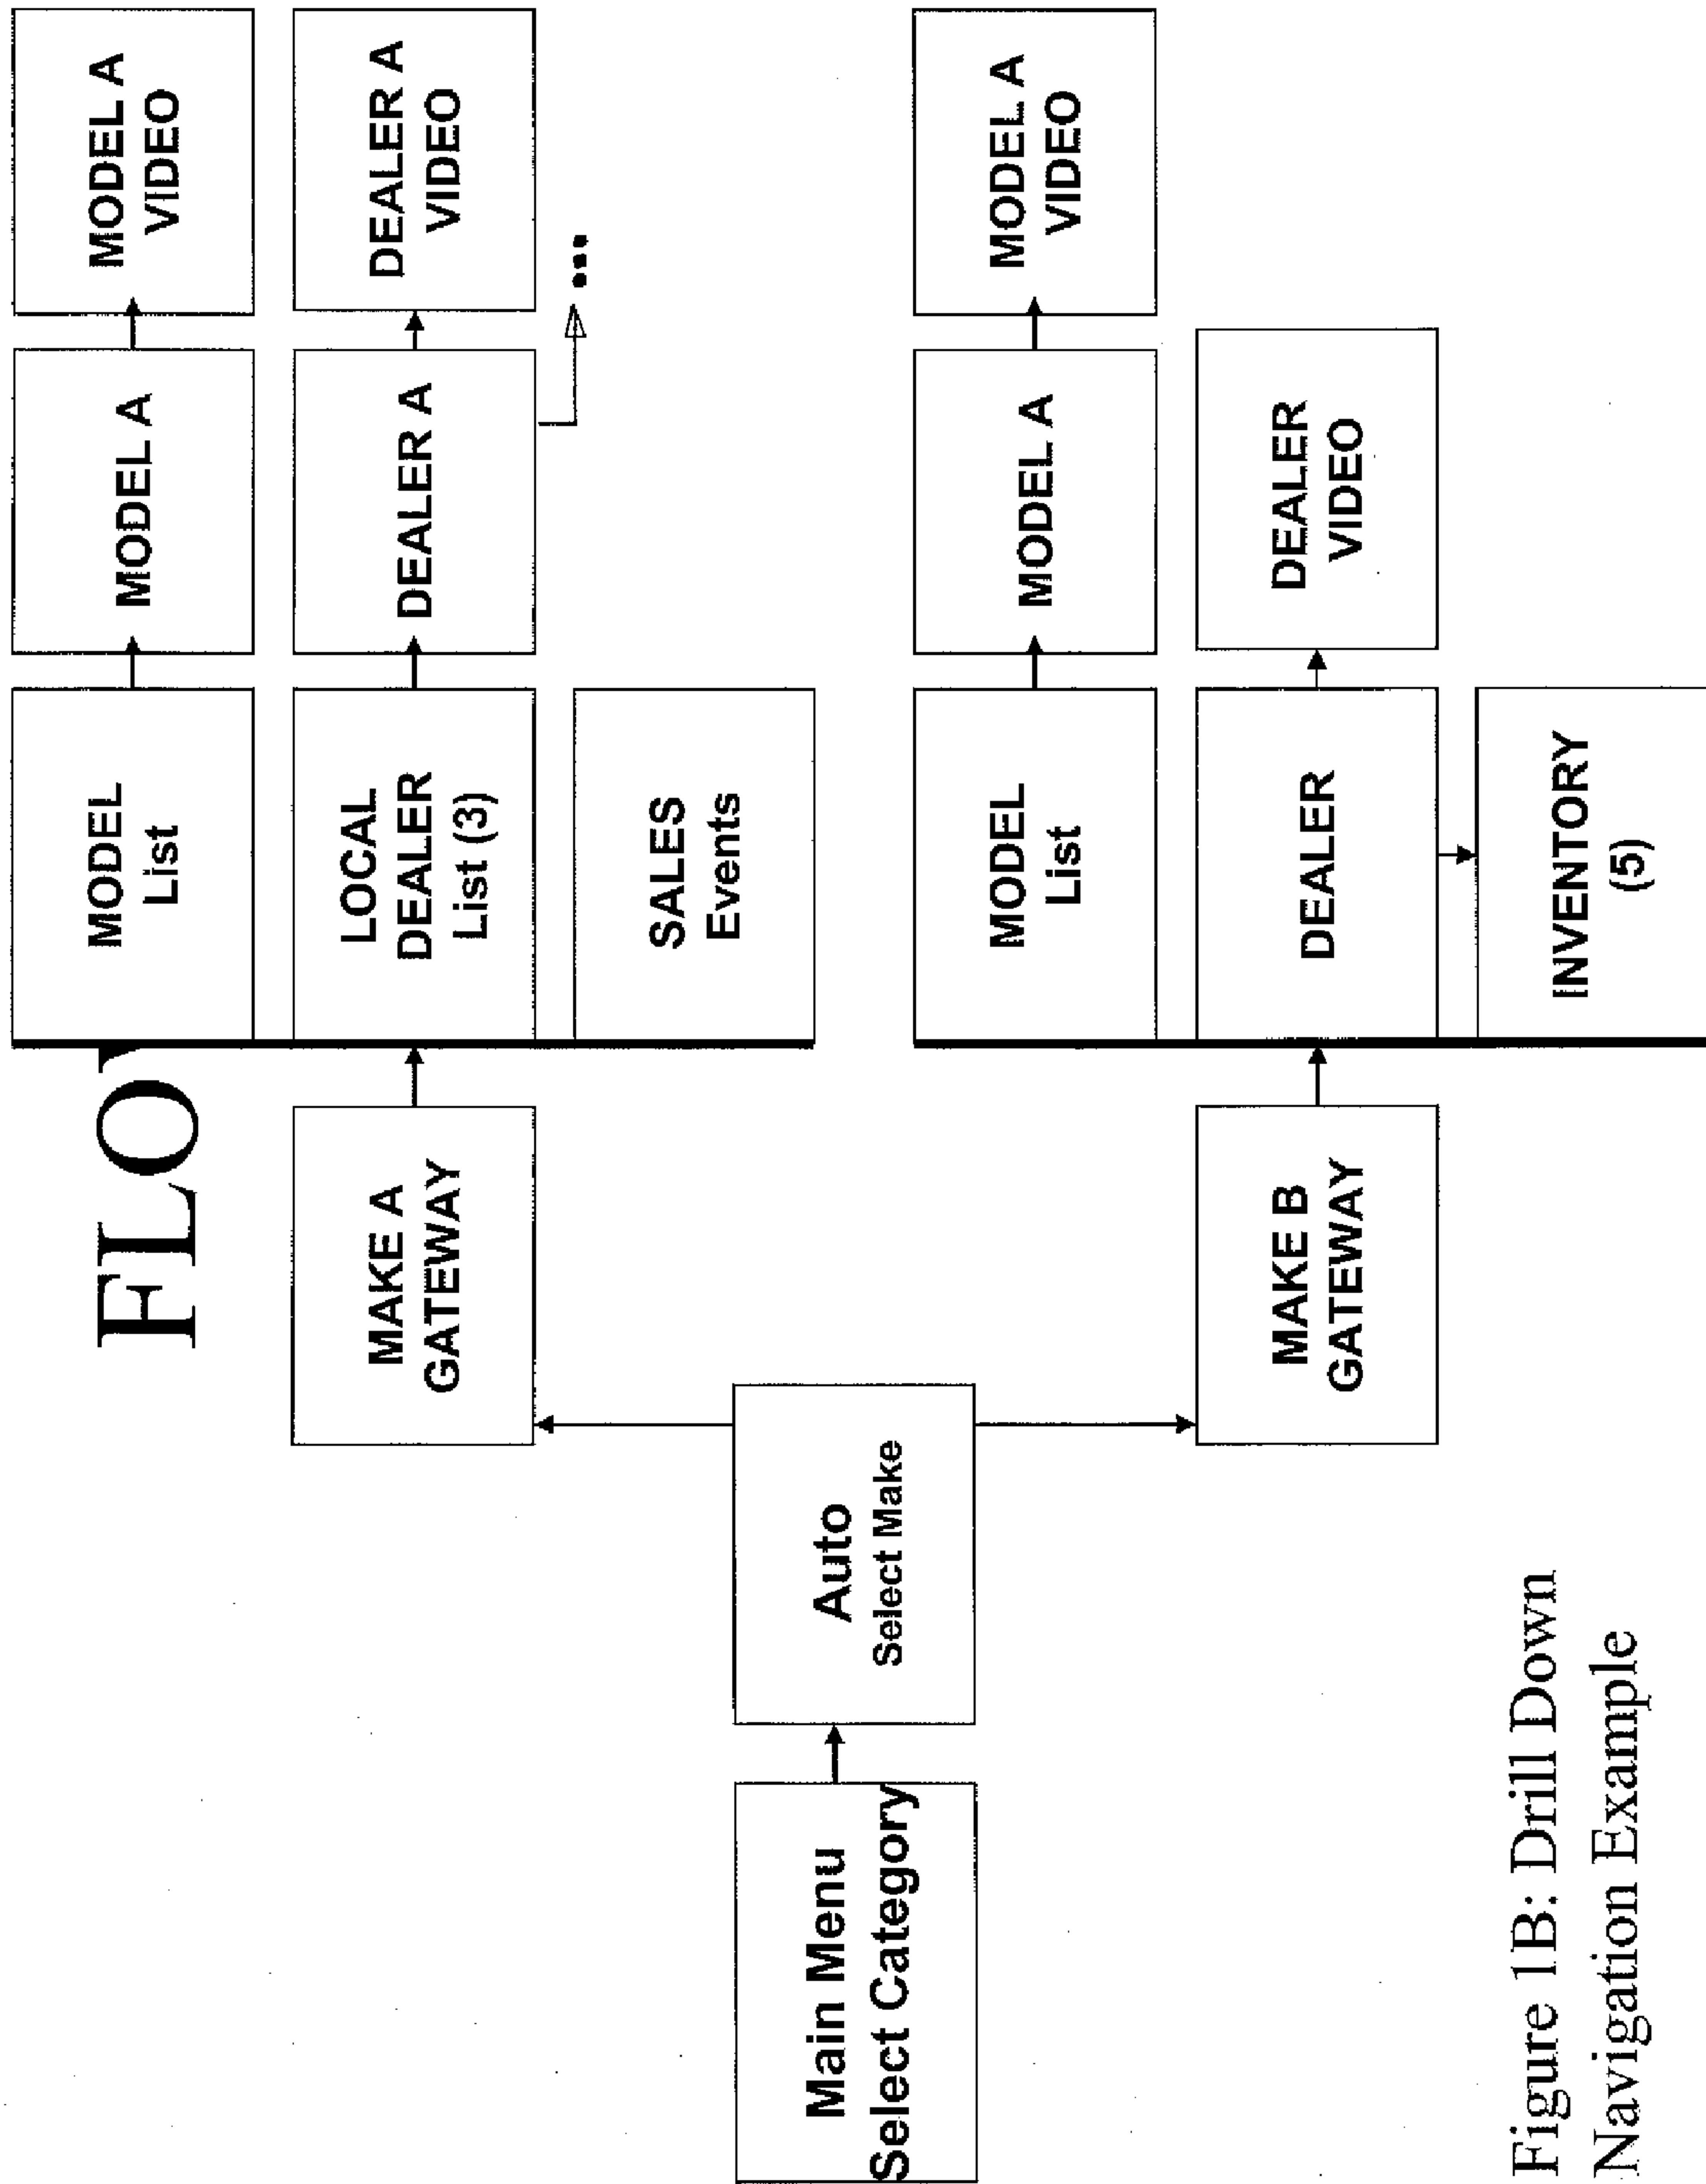 FLO
Main Menu
Select Category
Auto
Select Make
MAKE A
GATEWAY
MODEL
List
MODEL A
MODEL A
VIDEO
LOCAL
DEALER
List (3)
DEALER A
DEALER A
VIDEO
...
SALES
Events
MAKE B
GATEWAY
MODEL
List
MODEL A
MODEL A
VIDEO
DEALER
DEALER
VIDEO
INVENTORY
(5)
Figure 1B: Drill Down
Navigation Example